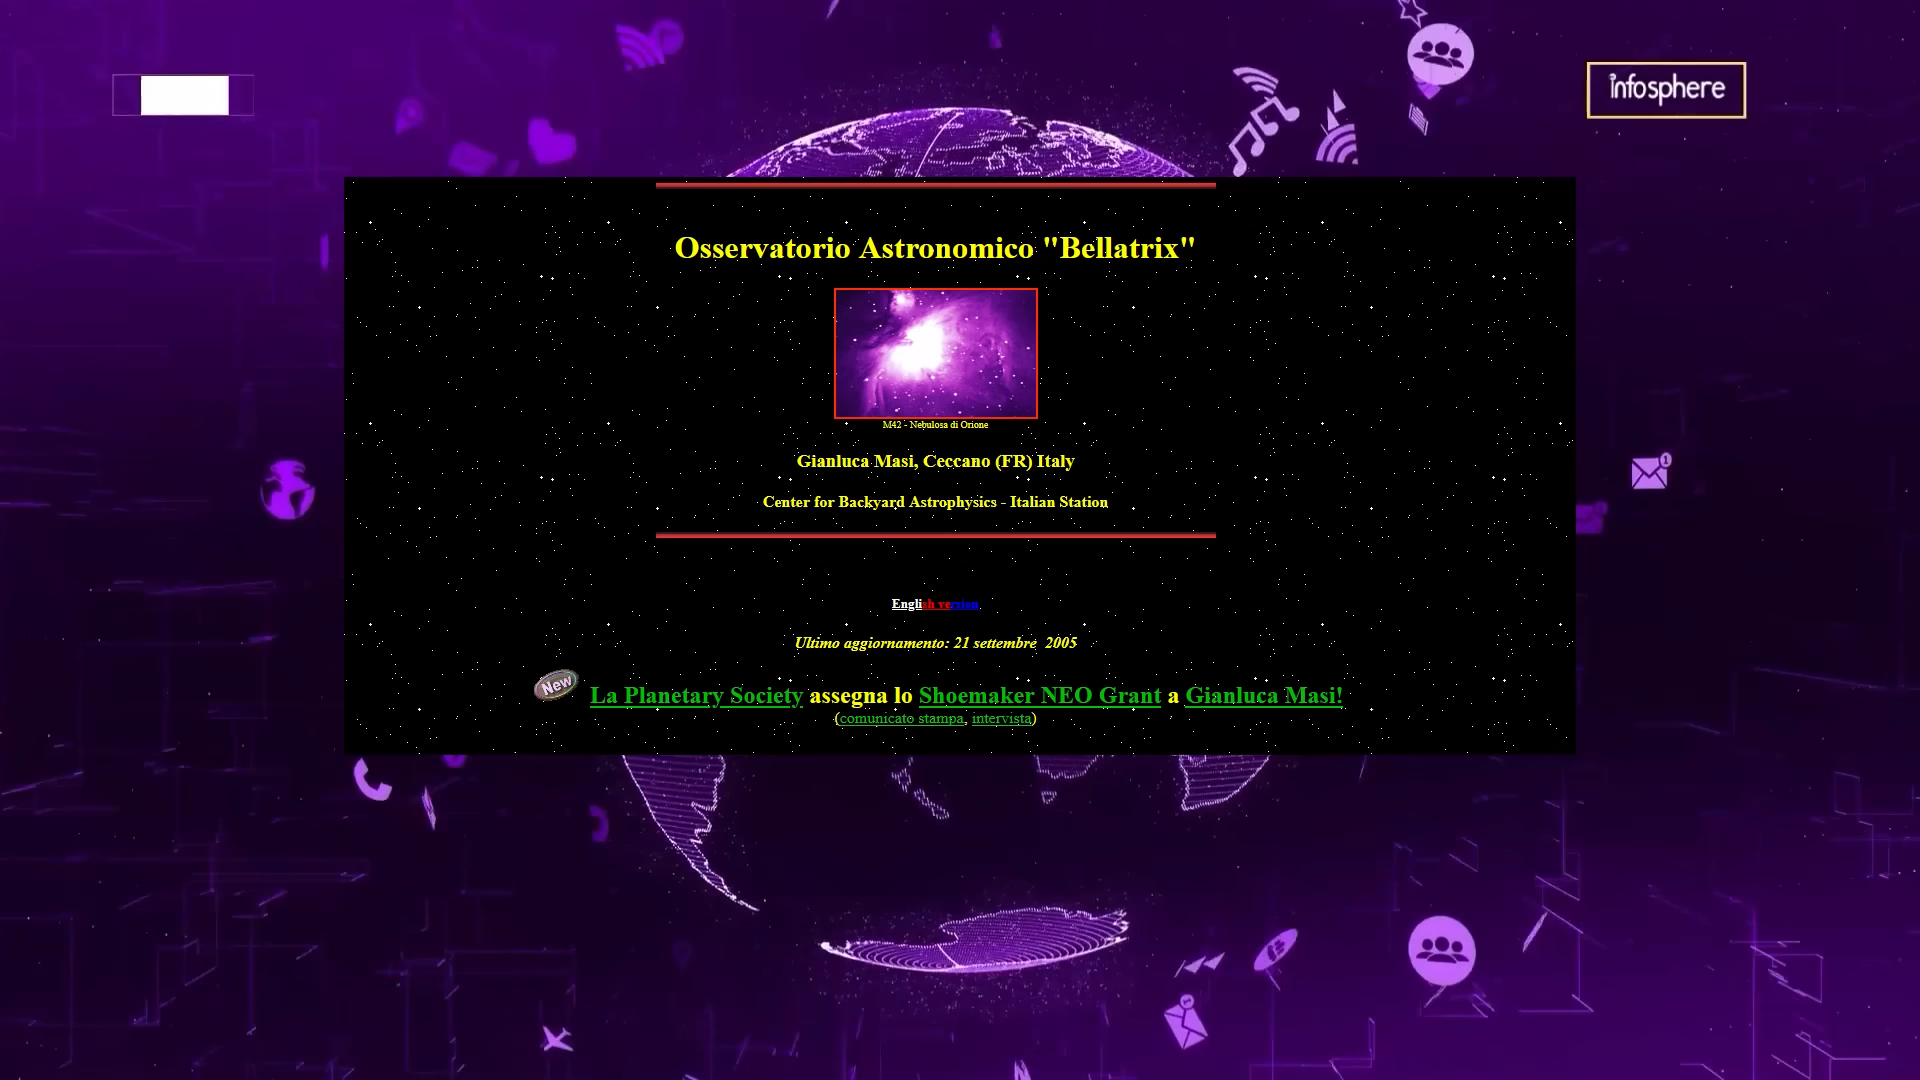 infosphere
Osservatorio Astronomico "Bellatrix"
M42 - Nebulosa di Orione
Gianluca Masi, Ceccano (FR) Italy
Center for Backyard Astrophysics - Italian Station
English version
Ultimo aggiornamento: 21 settembre 2005
New
La Planetary Society assegna lo Shoemaker NEO Grant a Gianluca Masi!
(comunicato stampa, intervista)